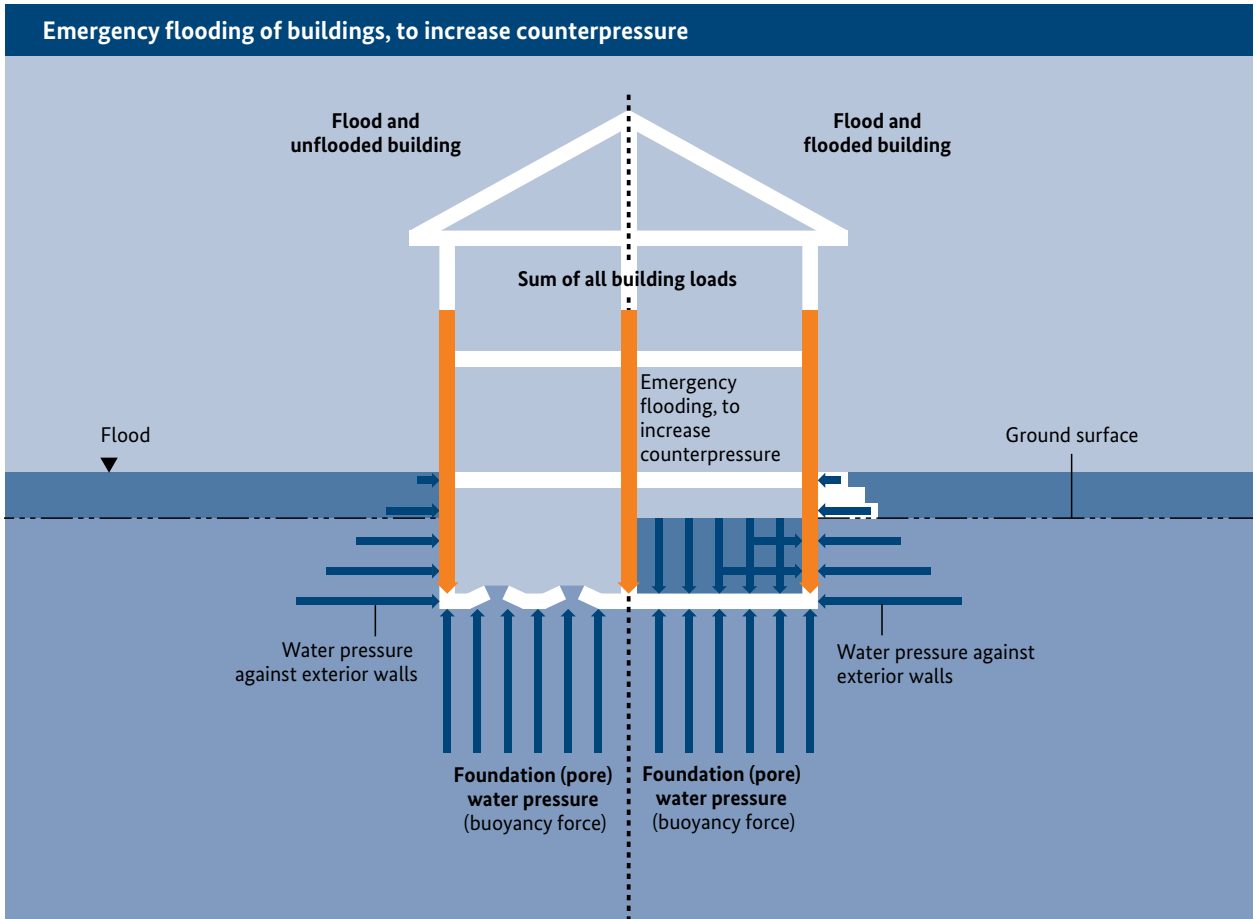 Emergency flooding of buildings, to increase counterpressure
Flood and
unflooded building
Flood and
flooded building
Sum of all building loads
Emergency
flooding, to
increase
counterpressure
Flood
Ground surface
Water pressure
against exterior walls
Water pressure against
exterior walls
Foundation (pore)
water pressure
(buoyancy force)
Foundation (pore)
water pressure
(buoyancy force)